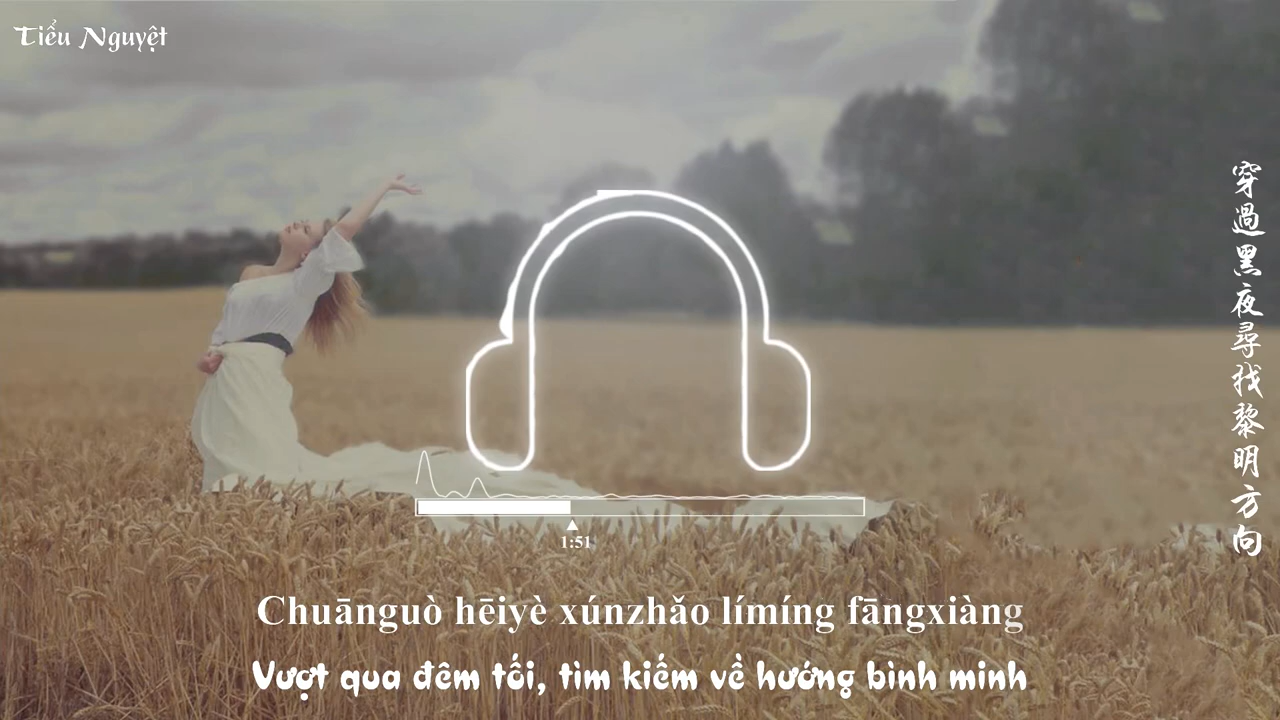 Tiểu Nguyệt
穿過黑夜尋找黎明方向
1:51
Chuānguò hēiyè xúnzhǎo límíng fāngxiàng
Vượt qua đêm tối, tìm kiếm về hướng bình minh